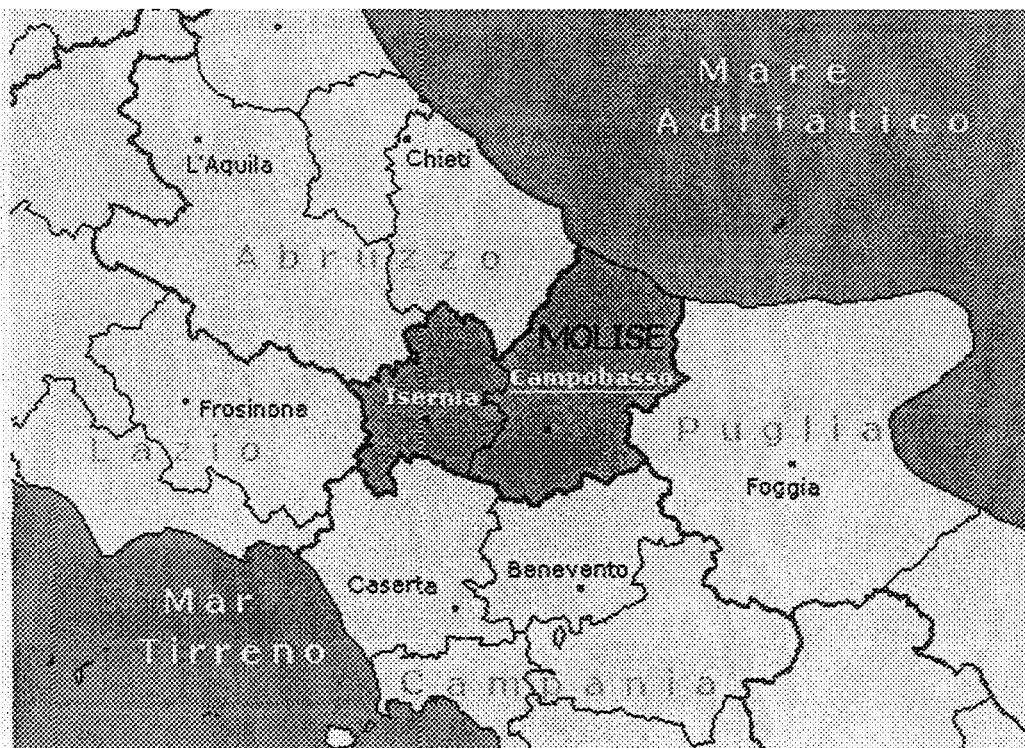 Mare
Adriatico
L'Aquila
Chieti
Abruzzo
MOLISE
Campobasso
Isernia
Frosinone
Lazio
Puglia
Foggia
Caserta
Benevento
Mar
Tirreno
Campania